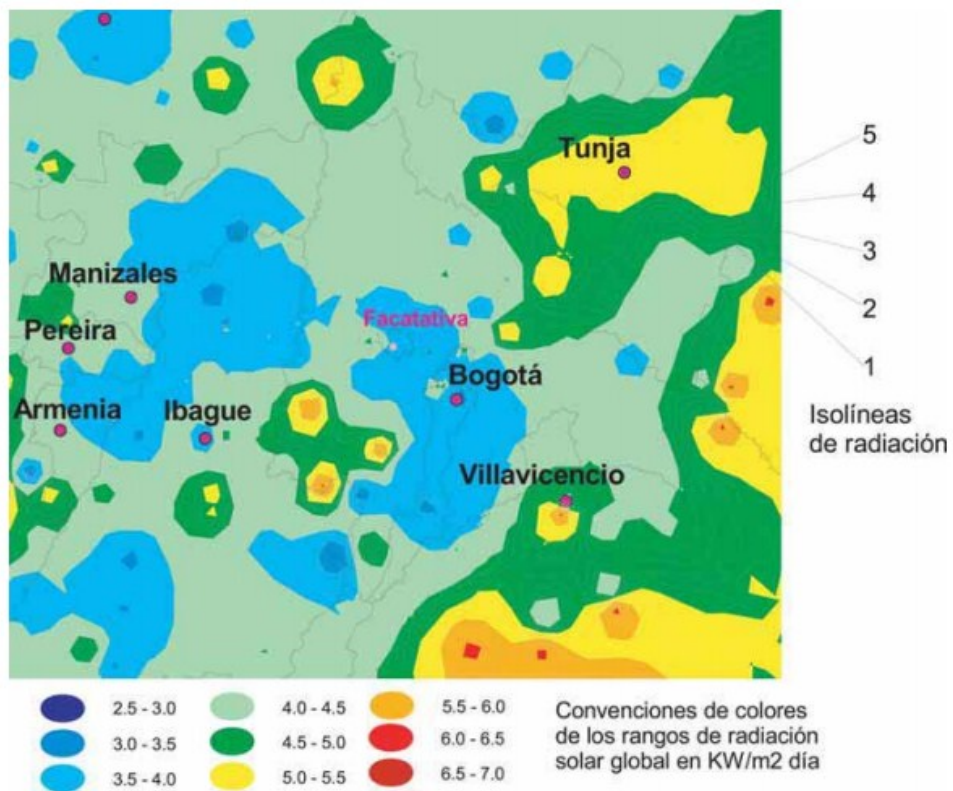 Tunja
5
4
3
2
1
Manizales
Facatativa
Pereira
Bogotá
Armenia
Ibague
Isolíneas
de radiación
Villavicencio
2.5 - 3.0
4.0 - 4.5
5.5 - 6.0
3.0 - 3.5
4.5 - 5.0
6.0 - 6.5
3.5 - 4.0
5.0 - 5.5
6.5 - 7.0
Convenciones de colores
de los rangos de radiación
solar global en KW/m2 día